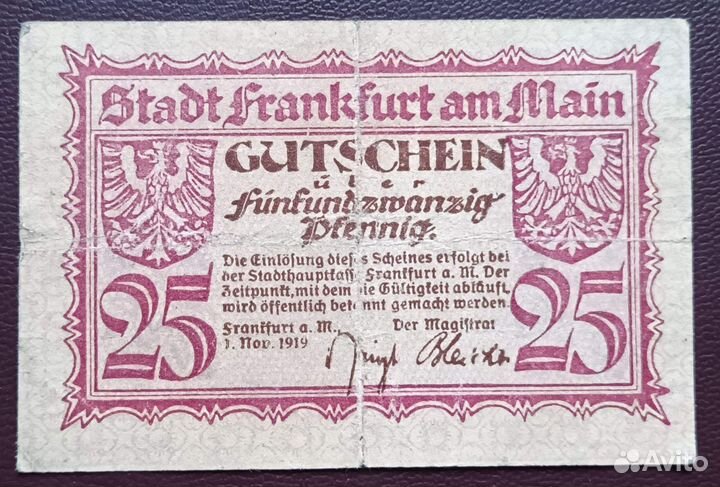 Stadt Frankfurt am Main
GUTSCHEIN
über
fünfundzwanzig
Pfennig.
Die Einlösung dieses Scheines erfolgt bei
der Stadthauptkasse Frankfurt a. M. Der
Zeitpunkt, mit dem die Gültigkeit abläuft,
wird öffentlich bekannt gemacht werden.
Frankfurt a. M., Der Magistrat
1. Nov. 1919
25 25
Avito